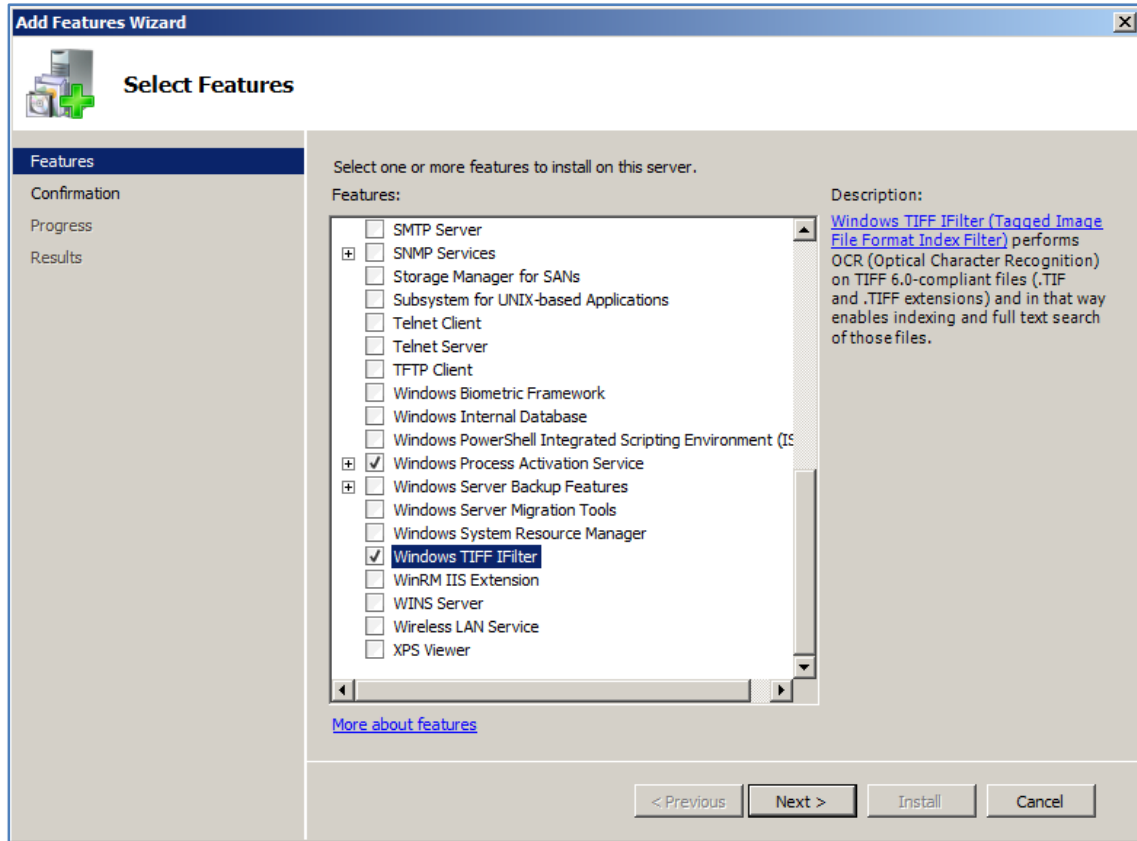 Add Features Wizard
Select Features
Features
Confirmation
Progress
Results
Select one or more features to install on this server.
Features:
SMTP Server
SNMP Services
Storage Manager for SANs
Subsystem for UNIX-based Applications
Telnet Client
Telnet Server
TFTP Client
Windows Biometric Framework
Windows Internal Database
Windows PowerShell Integrated Scripting Environment (IS
Windows Process Activation Service
Windows Server Backup Features
Windows Server Migration Tools
Windows System Resource Manager
Windows TIFF IFilter
WinRM IIS Extension
WINS Server
Wireless LAN Service
XPS Viewer
More about features
Description:
Windows TIFF IFilter (Tagged Image
File Format Index Filter) performs
OCR (Optical Character Recognition)
on TIFF 6.0-compliant files (.TIF
and .TIFF extensions) and in that way
enables indexing and full text search
of those files.
< Previous
Next >
Install
Cancel